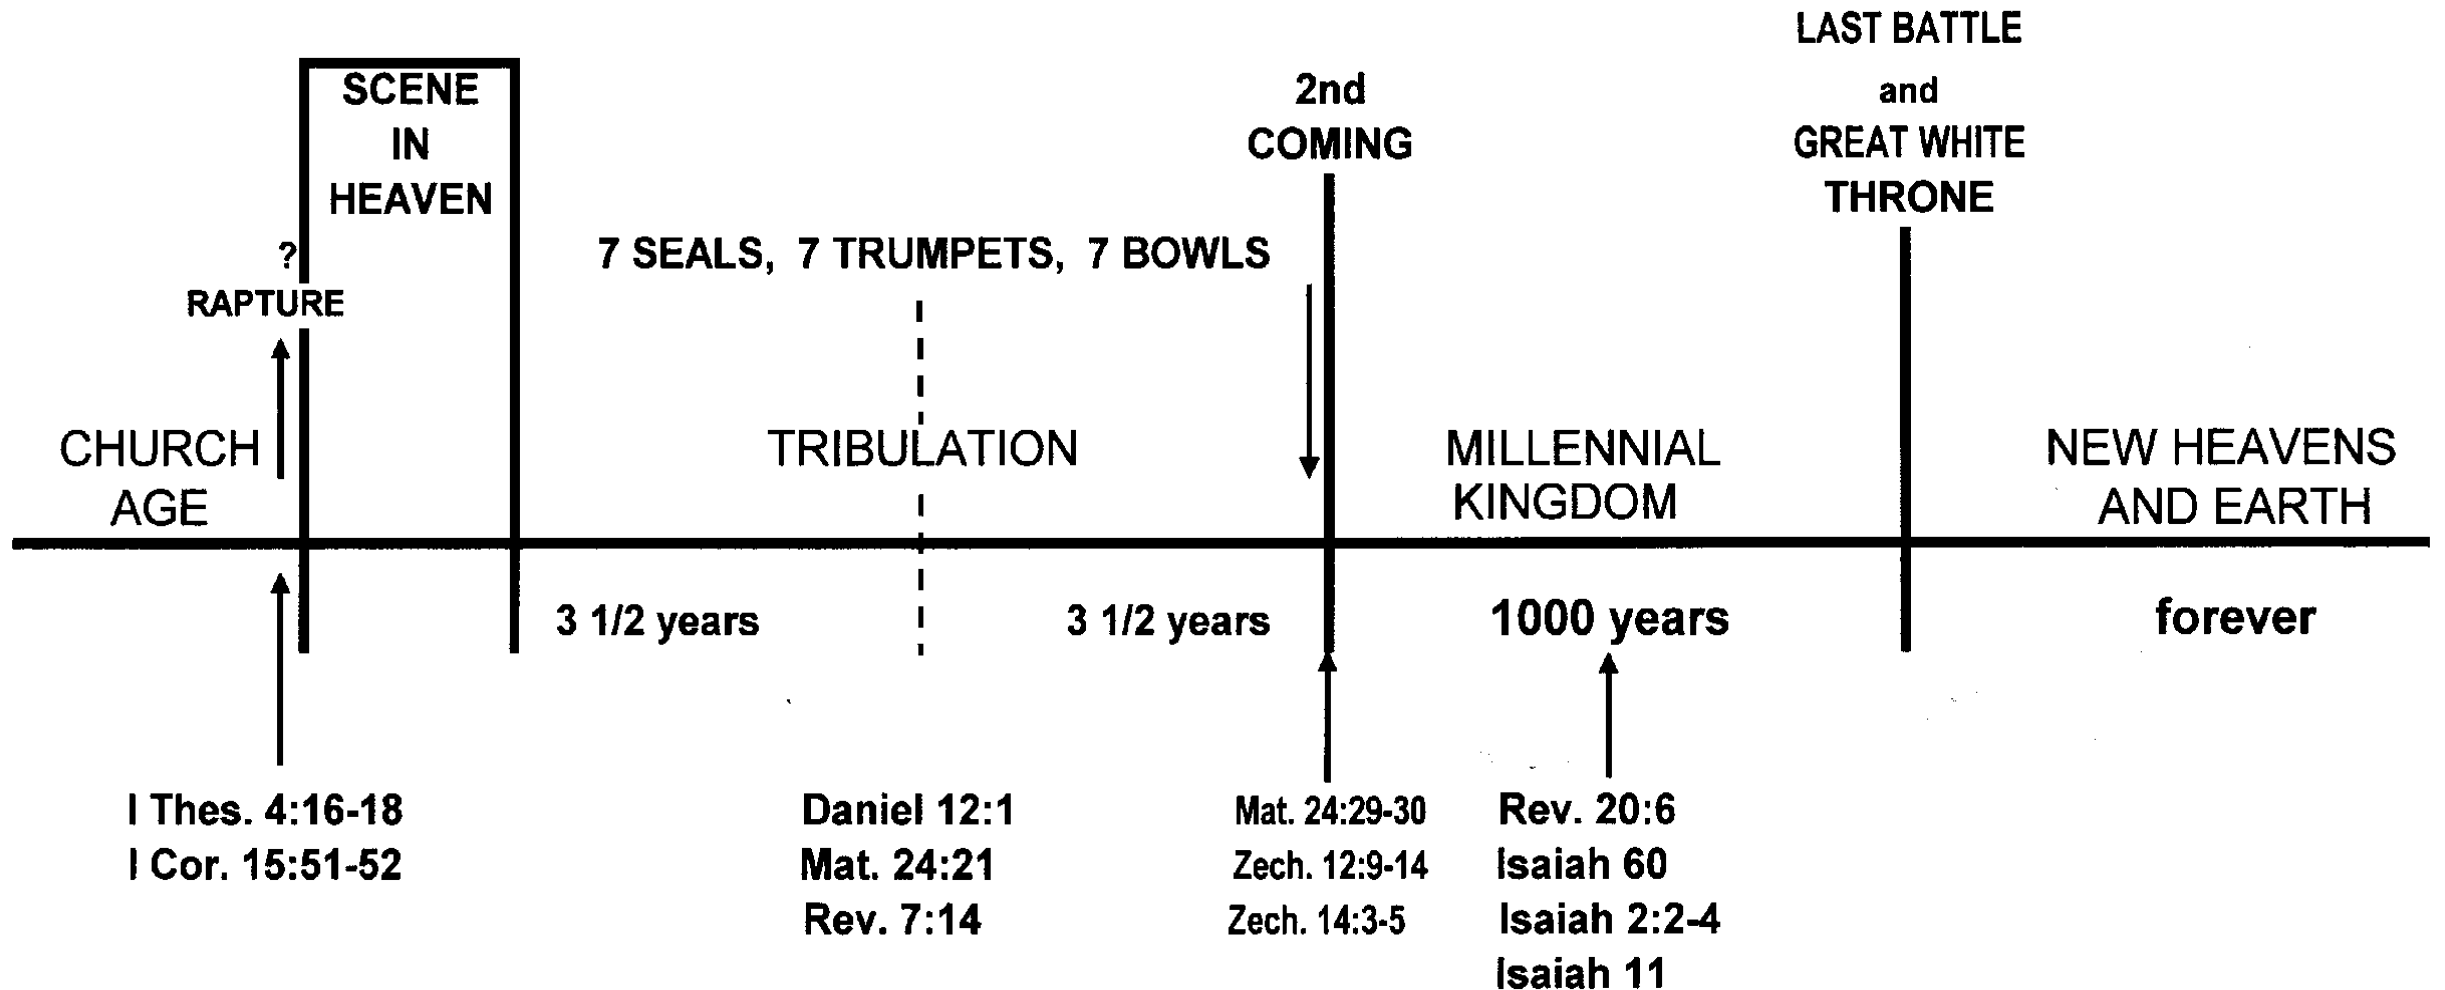 LAST BATTLE
and
GREAT WHITE
THRONE
SCENE
IN
HEAVEN
2nd
COMING
?
RAPTURE
7 SEALS, 7 TRUMPETS, 7 BOWLS
CHURCH
AGE
TRIBULATION
MILLENNIAL
KINGDOM
NEW HEAVENS
AND EARTH
3 1/2 years
3 1/2 years
1000 years
forever
I Thes. 4:16-18
I Cor. 15:51-52
Daniel 12:1
Mat. 24:21
Rev. 7:14
Mat. 24:29-30
Zech. 12:9-14
Zech. 14:3-5
Rev. 20:6
Isaiah 60
Isaiah 2:2-4
Isaiah 11